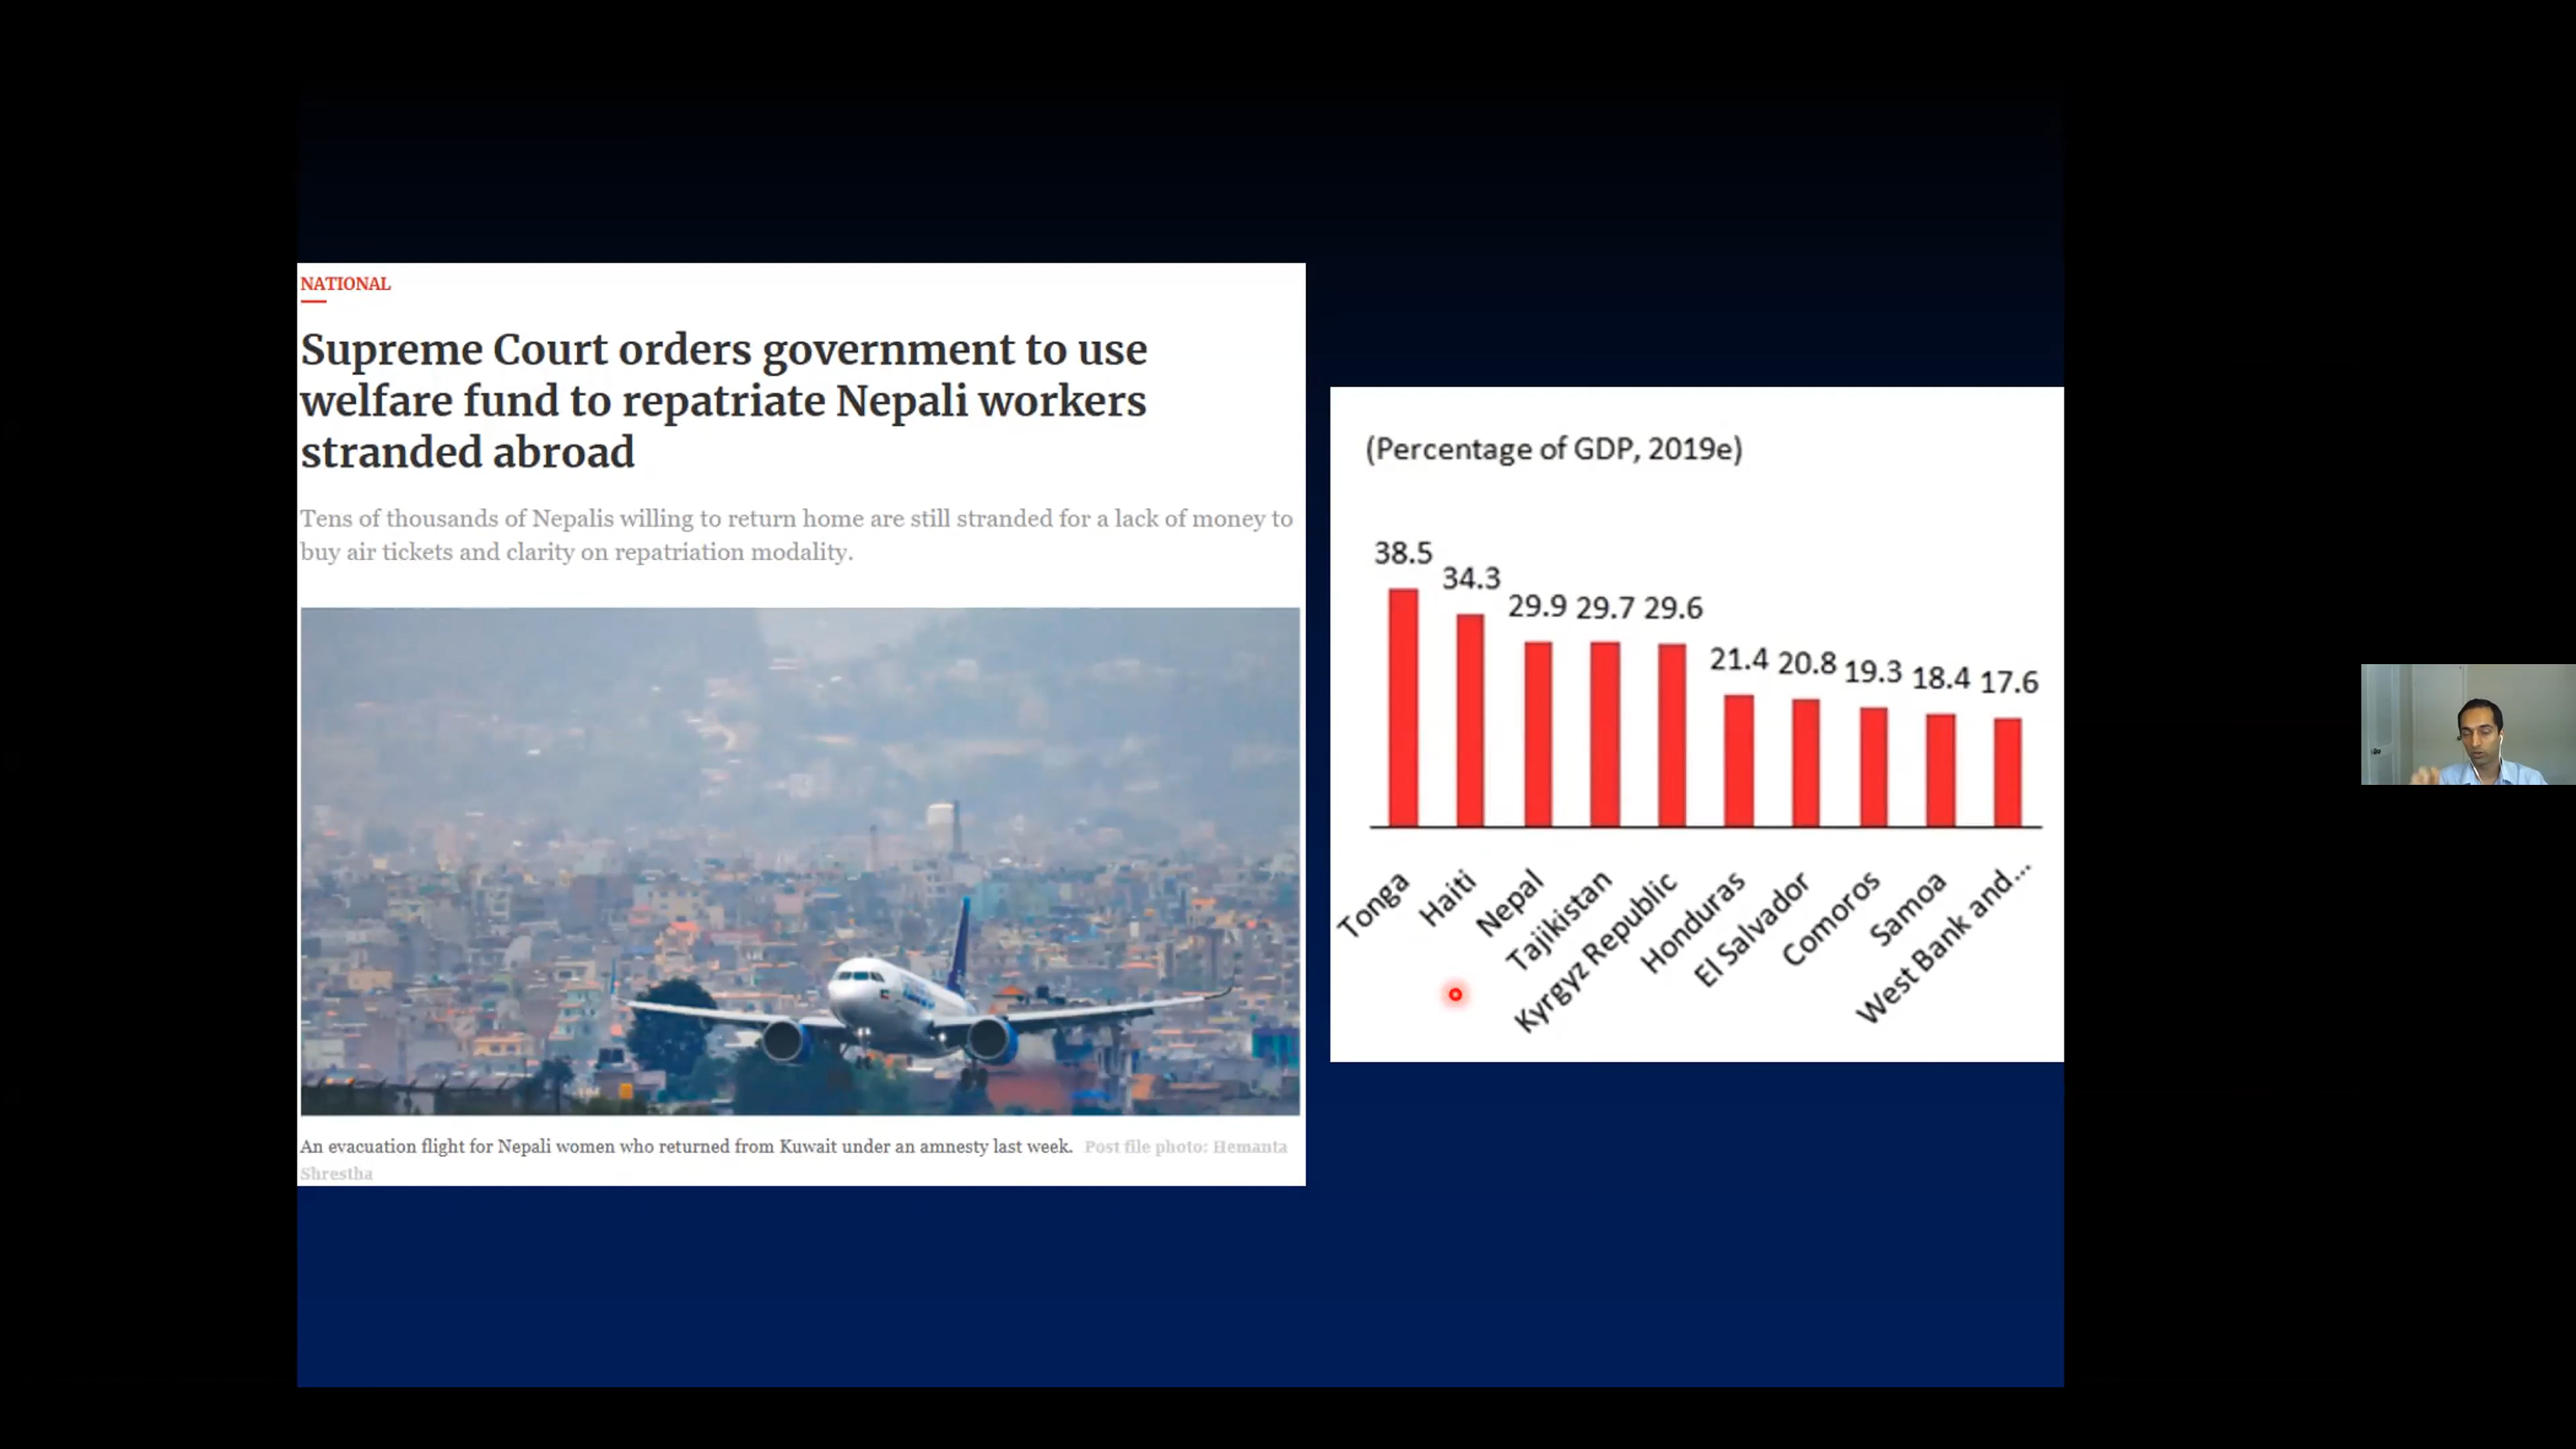 NATIONAL
Supreme Court orders government to use
welfare fund to repatriate Nepali workers
stranded abroad
Tens of thousands of Nepalis willing to return home are still stranded for a lack of money to
buy air tickets and clarity on repatriation modality.
An evacuation flight for Nepali women who returned from Kuwait under an amnesty last week. Post file photo: Hemanta
Shrestha
(Percentage of GDP, 2019e)
38.5
34.3
29.9
29.7
29.6
21.4
20.8
19.3
18.4
17.6
Tonga
Haiti
Nepal
Tajikistan
Kyrgyz Republic
Honduras
El Salvador
Comoros
Samoa
West Bank and...